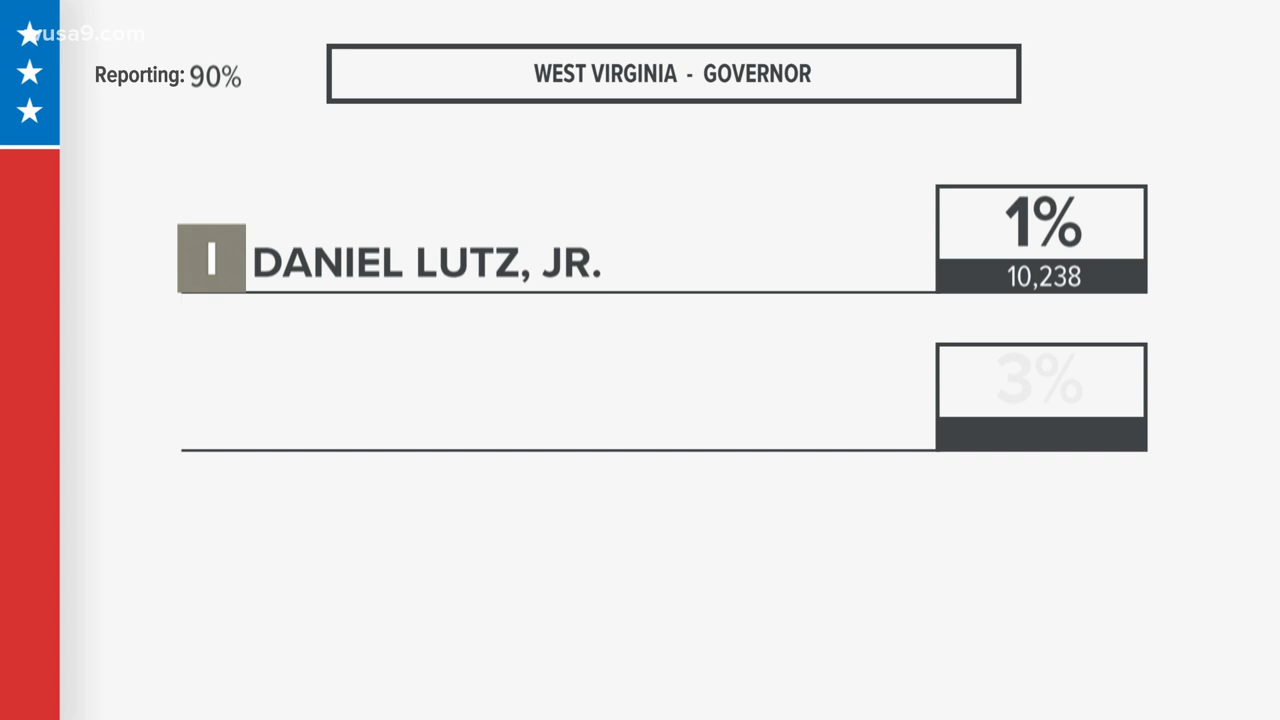 wusa9.com
Reporting: 90%
WEST VIRGINIA - GOVERNOR
I DANIEL LUTZ, JR.
1%
10,238
3%